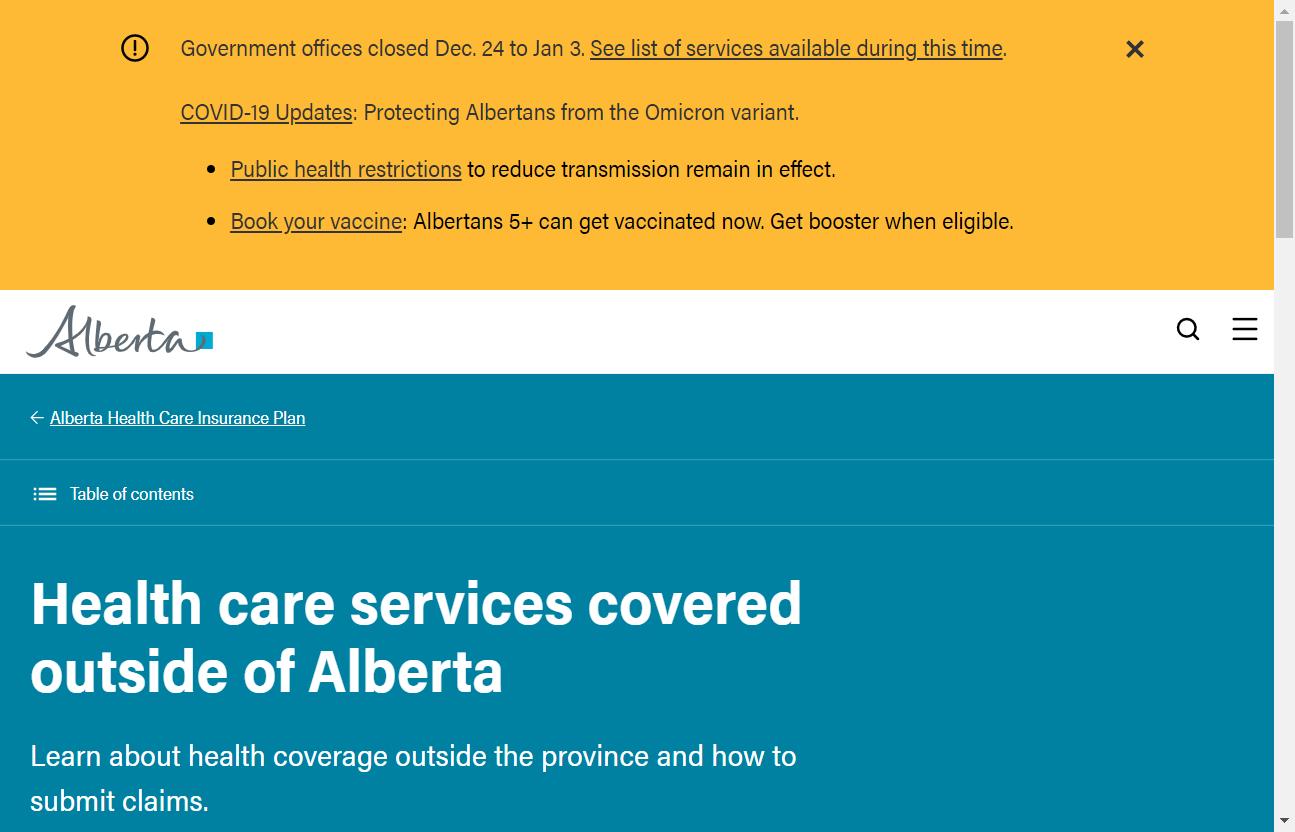 Government offices closed Dec. 24 to Jan 3. See list of services available during this time.
COVID-19 Updates: Protecting Albertans from the Omicron variant.
Public health restrictions to reduce transmission remain in effect.
Book your vaccine: Albertans 5+ can get vaccinated now. Get booster when eligible.
Alberta
Alberta Health Care Insurance Plan
Table of contents
Health care services covered
outside of Alberta
Learn about health coverage outside the province and how to
submit claims.